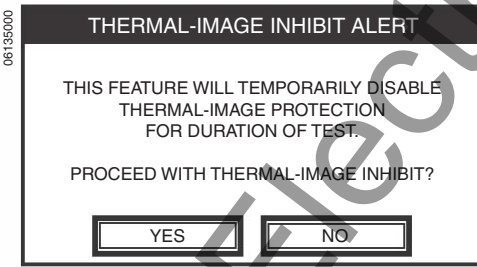 06135000
THERMAL-IMAGE INHIBIT ALERT
THIS FEATURE WILL TEMPORARILY DISABLE
THERMAL-IMAGE PROTECTION
FOR DURATION OF TEST.
PROCEED WITH THERMAL-IMAGE INHIBIT?
YES NO
Elect